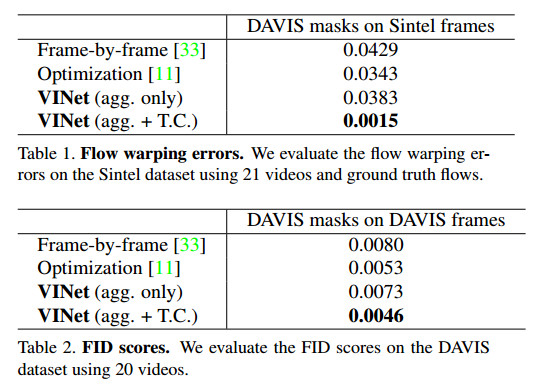 DAVIS masks on Sintel frames
Frame-by-frame [33] 0.0429
Optimization [11] 0.0343
VINet (agg. only) 0.0383
VINet (agg. + T.C.) 0.0015
Table 1. Flow warping errors. We evaluate the flow warping er-
rors on the Sintel dataset using 21 videos and ground truth flows.
DAVIS masks on DAVIS frames
Frame-by-frame [33] 0.0080
Optimization [11] 0.0053
VINet (agg. only) 0.0073
VINet (agg. + T.C.) 0.0046
Table 2. FID scores. We evaluate the FID scores on the DAVIS
dataset using 20 videos.